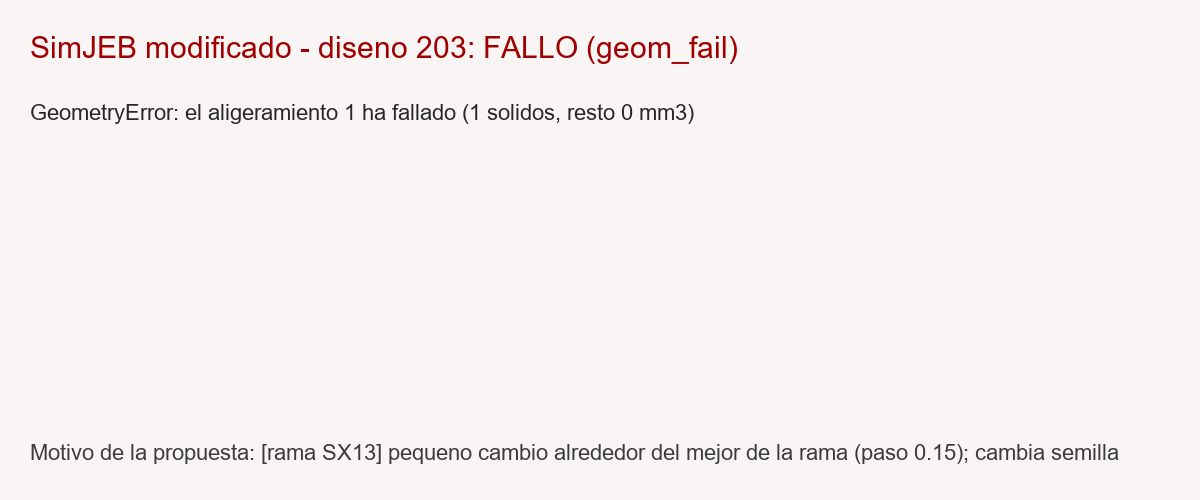 SimJEB modificado - diseno 203: FALLO (geom_fail)
GeometryError: el aligeramiento 1 ha fallado (1 solidos, resto 0 mm3)
Motivo de la propuesta: [rama SX13] pequeno cambio alrededor del mejor de la rama (paso 0.15); cambia semilla